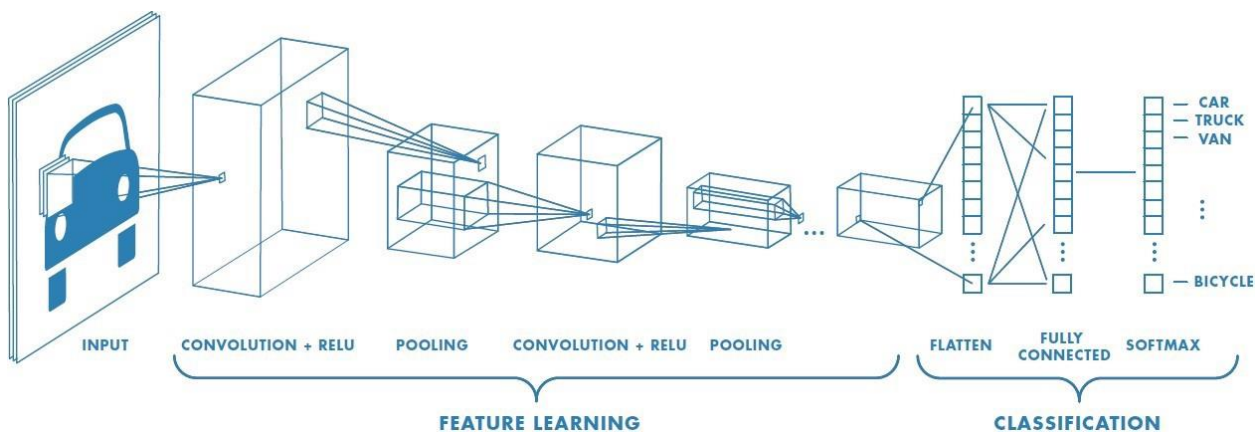 CAR
TRUCK
VAN
BICYCLE
INPUT
CONVOLUTION + RELU
POOLING
CONVOLUTION + RELU
POOLING
FLATTEN
FULLY
CONNECTED
SOFTMAX
FEATURE LEARNING
CLASSIFICATION